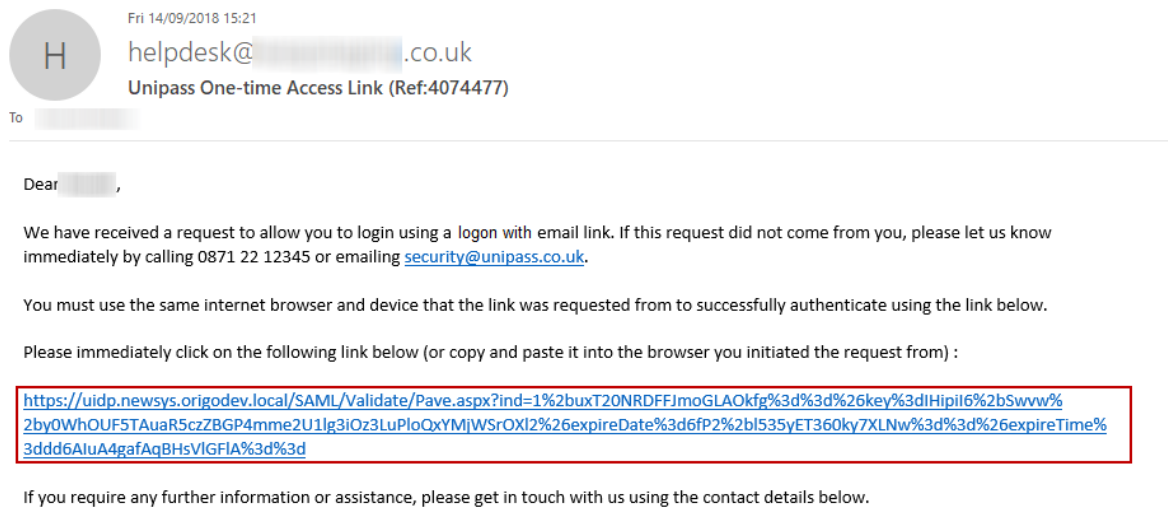 Fri 14/09/2018 15:21
H
helpdesk@ .co.uk
Unipass One-time Access Link (Ref:4074477)
To
Dear ,
We have received a request to allow you to login using a logon with email link. If this request did not come from you, please let us know
immediately by calling 0871 22 12345 or emailing security@unipass.co.uk.
You must use the same internet browser and device that the link was requested from to successfully authenticate using the link below.
Please immediately click on the following link below (or copy and paste it into the browser you initiated the request from) :
https://uidp.newsys.origodev.local/SAML/Validate/Pave.aspx?ind=1%2buxT20NRDFFJmoGLAOkfg%3d%3d%26key%3dIHipiI6%2bSwvw%
2by0WhOUF5TAuaR5czZBGP4mme2U1lg3iOz3LuPloQxYMjWSrOXl2%26expireDate%3d6fP2%2bl535yET360ky7XLNw%3d%3d%26expireTime%
3ddd6AIuA4gafAqBHsVlGFlA%3d%3d
If you require any further information or assistance, please get in touch with us using the contact details below.